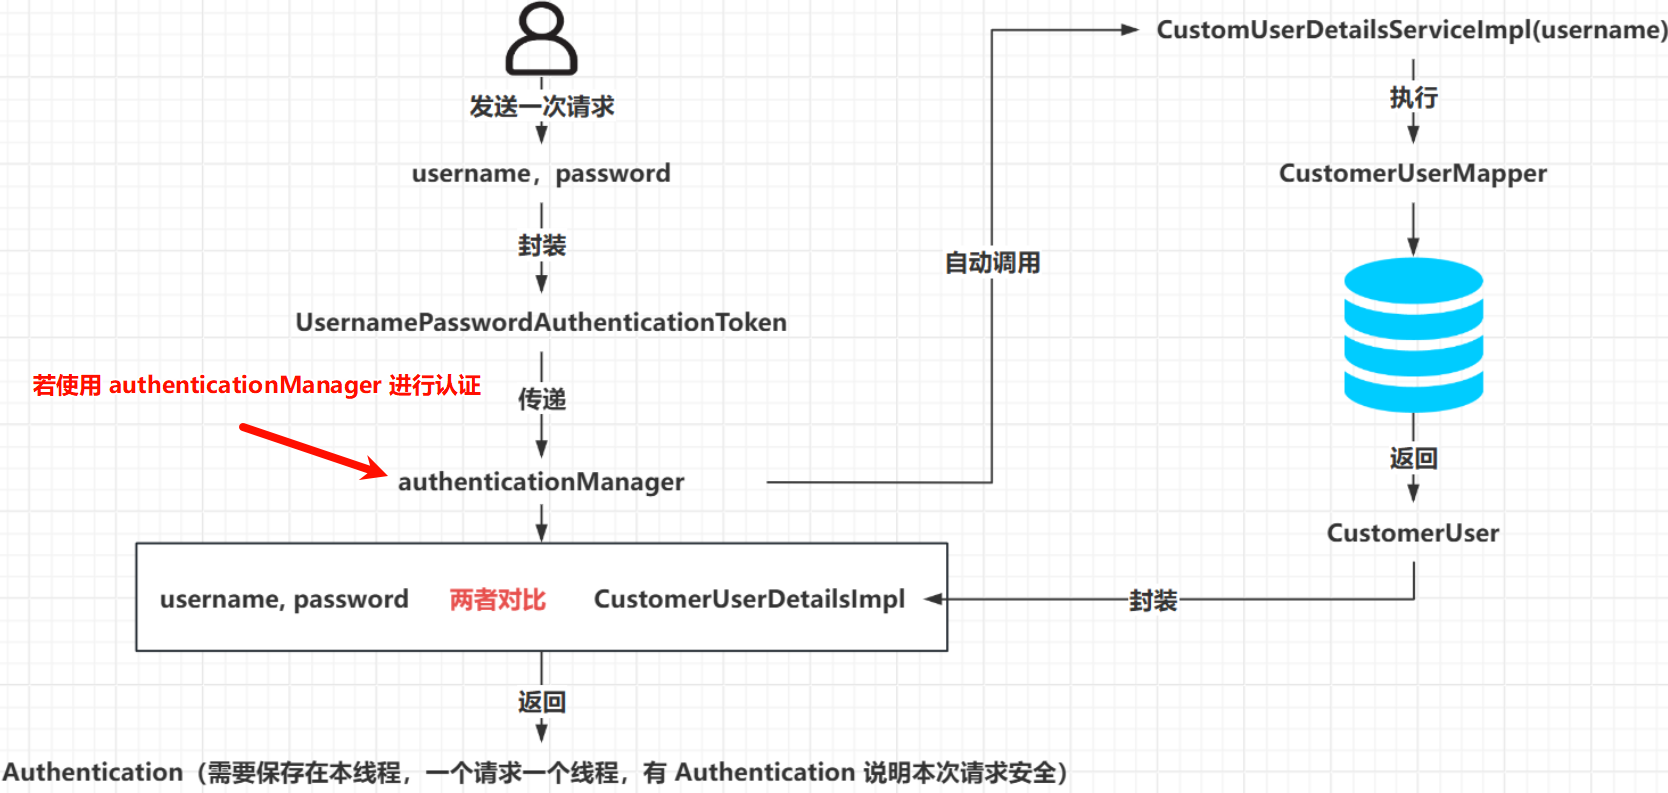 发送一次请求
username，password
封装
UsernamePasswordAuthenticationToken
若使用 authenticationManager 进行认证
传递
authenticationManager
自动调用
CustomUserDetailsServiceImpl(username)
执行
CustomerUserMapper
返回
CustomerUser
封装
username, password 两者对比 CustomerUserDetailsImpl
返回
Authentication（需要保存在本线程，一个请求一个线程，有 Authentication 说明本次请求安全）